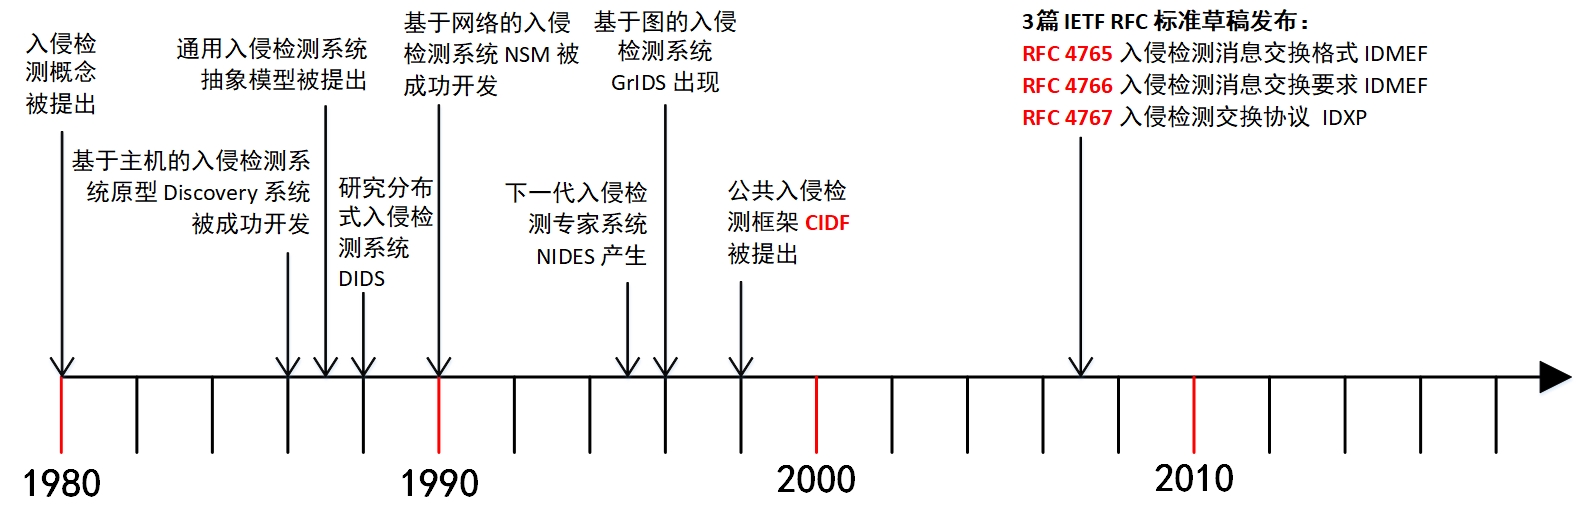 入侵检
测概念
被提出
通用入侵检测系统
抽象模型被提出
基于网络的入侵
检测系统 NSM 被
成功开发
基于图的入侵
检测系统
GrIDS 出现
3篇 IETF RFC 标准草稿发布：
RFC 4765 入侵检测消息交换格式 IDMEF
RFC 4766 入侵检测消息交换要求 IDMEF
RFC 4767 入侵检测交换协议 IDXP
基于主机的入侵检测系
统原型 Discovery 系统
被成功开发
研究分布
式入侵检
测系统
DIDS
下一代入侵检
测专家系统
NIDES 产生
公共入侵检
测框架 CIDF
被提出
1980
1990
2000
2010